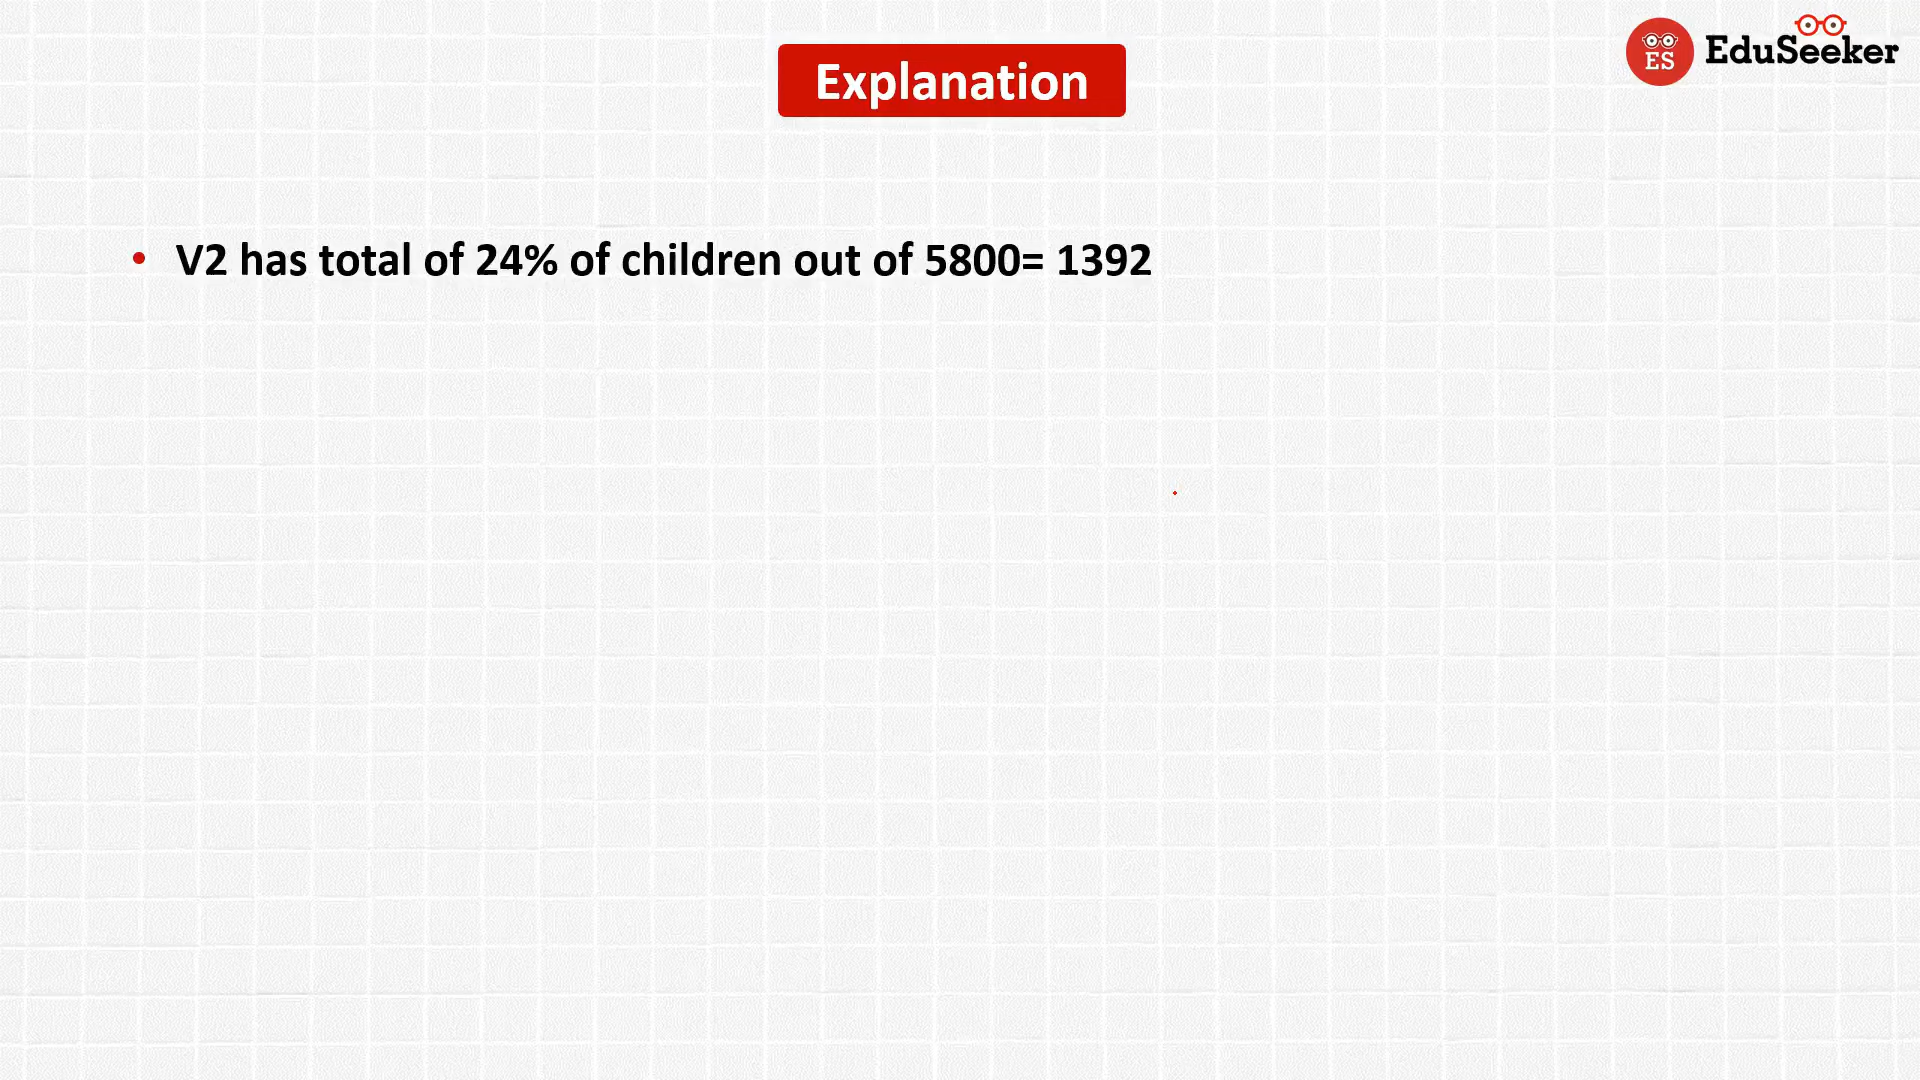 ES EduSeeker
Explanation
• V2 has total of 24% of children out of 5800= 1392